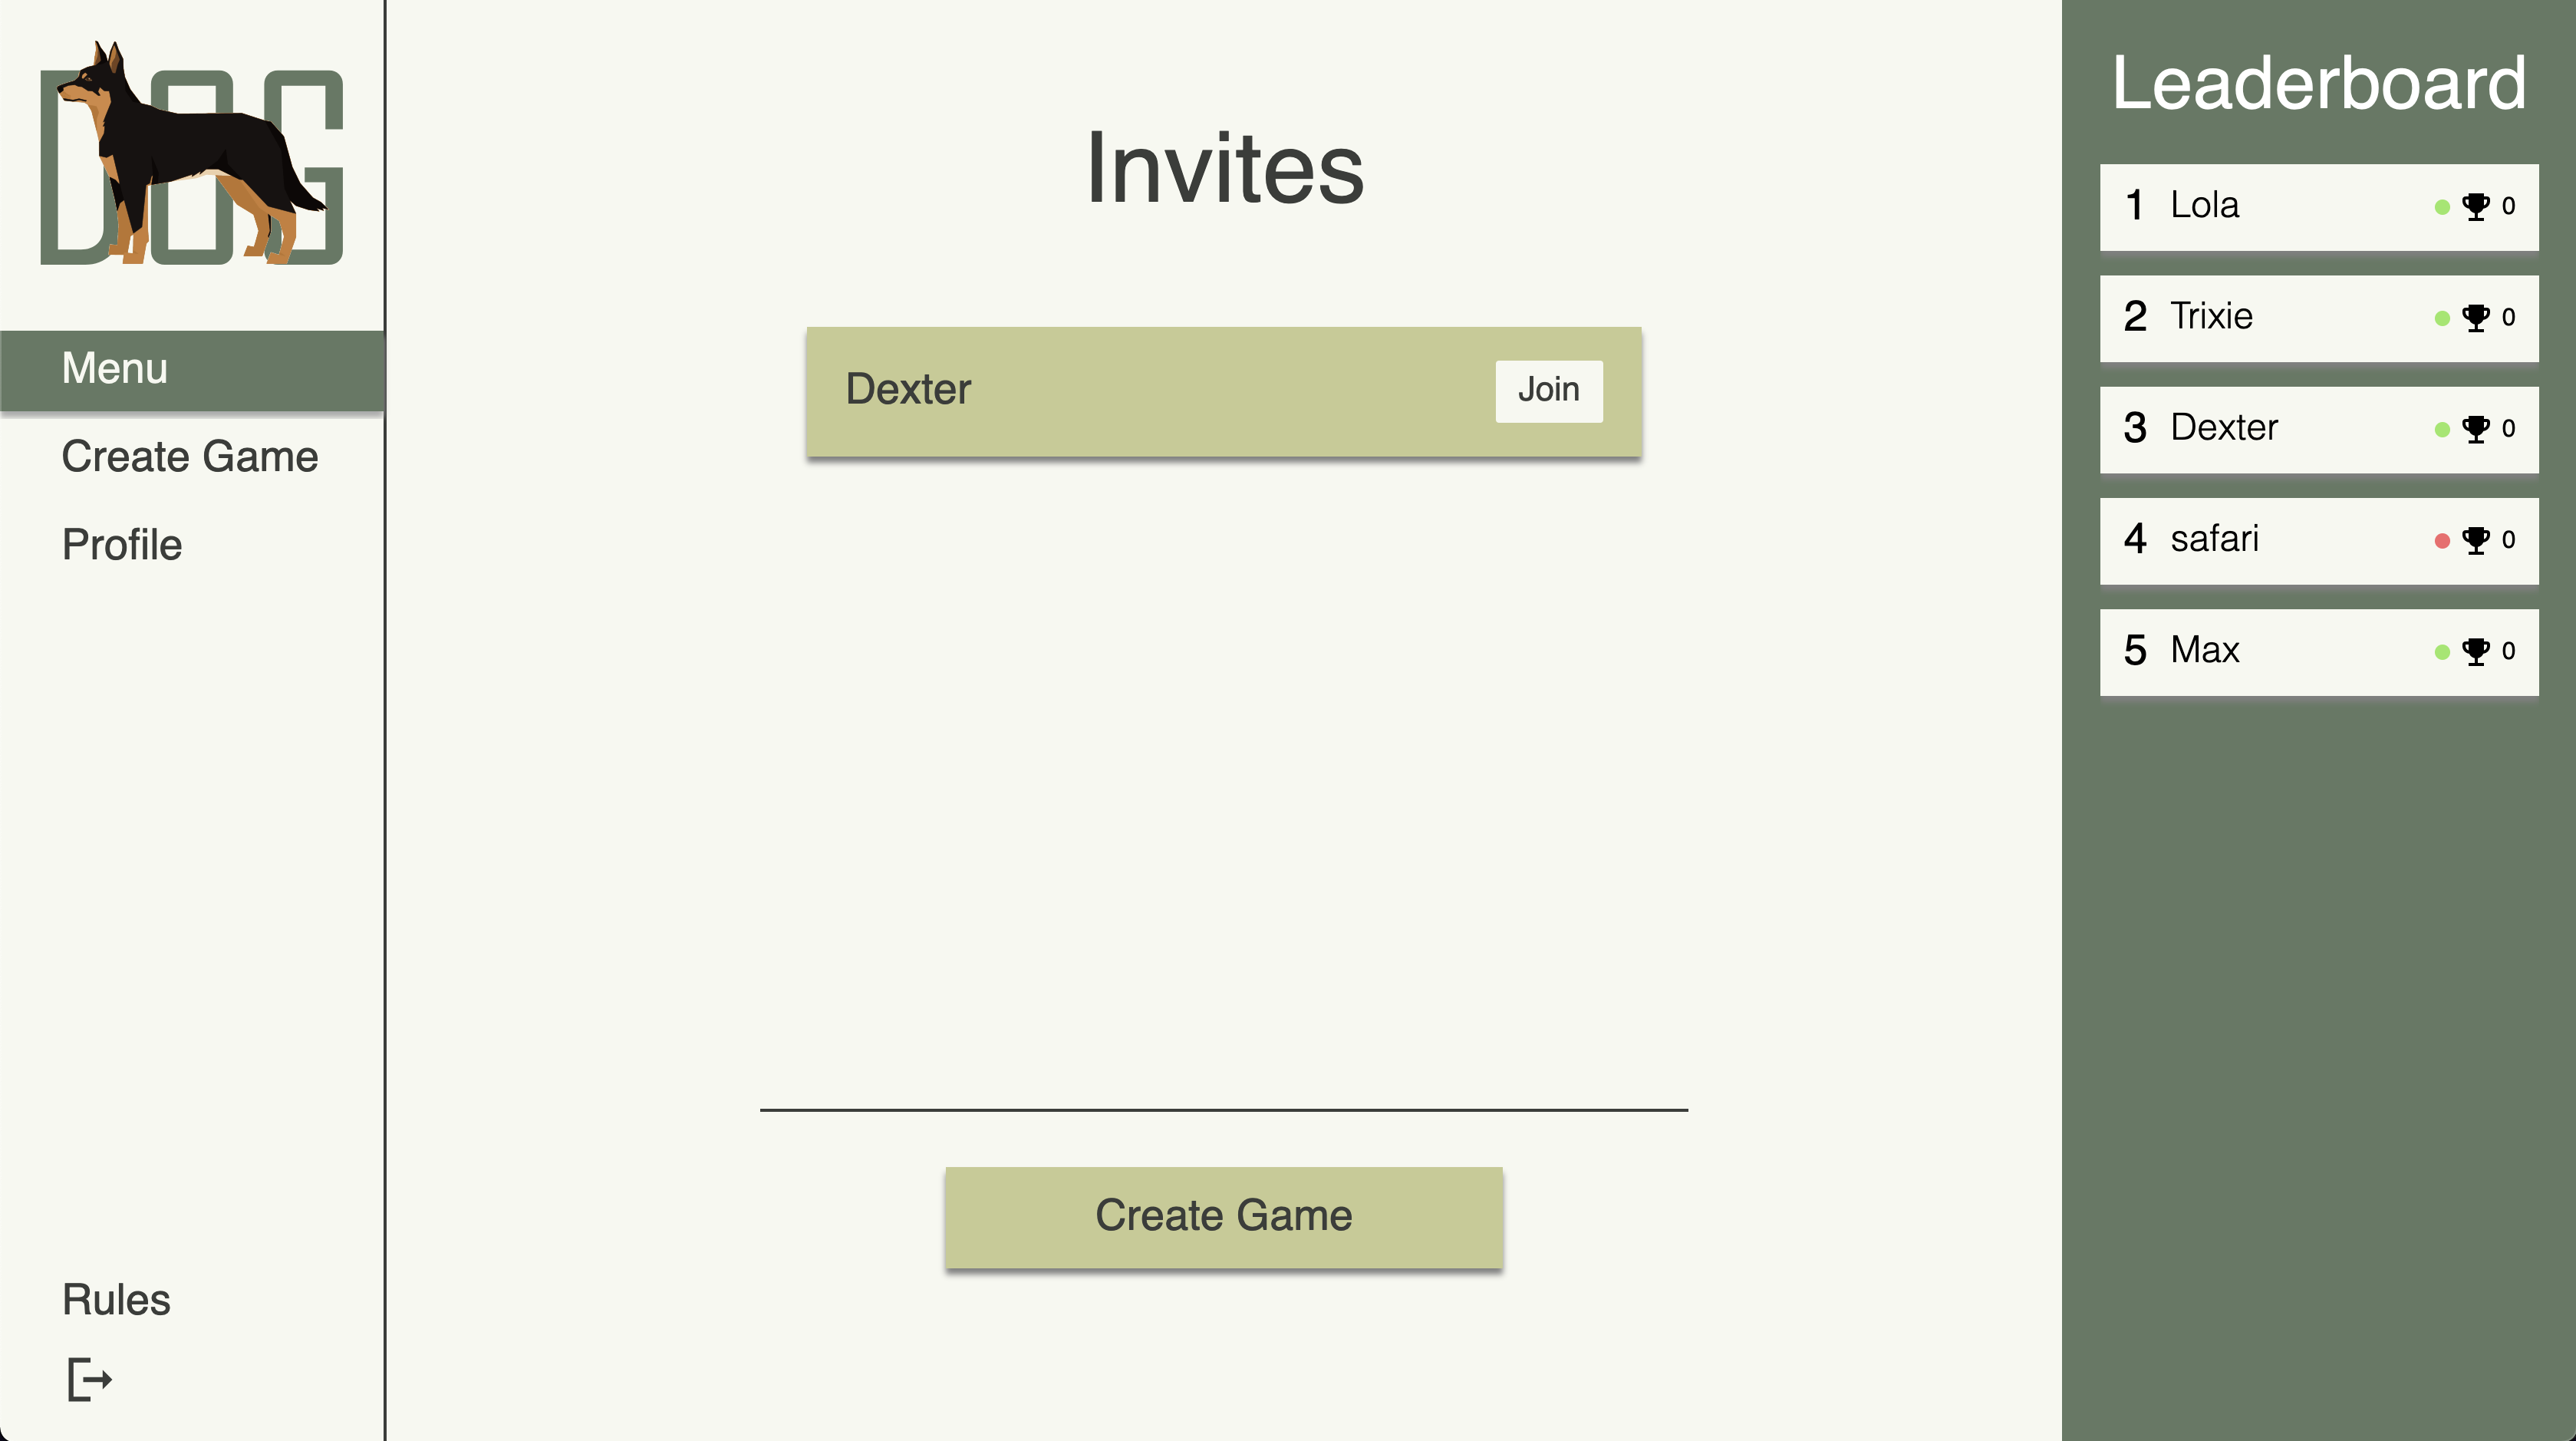 DOG
Menu
Create Game
Profile
Rules
Invites
Dexter Join
Create Game
Leaderboard
1 Lola 0
2 Trixie 0
3 Dexter 0
4 safari 0
5 Max 0